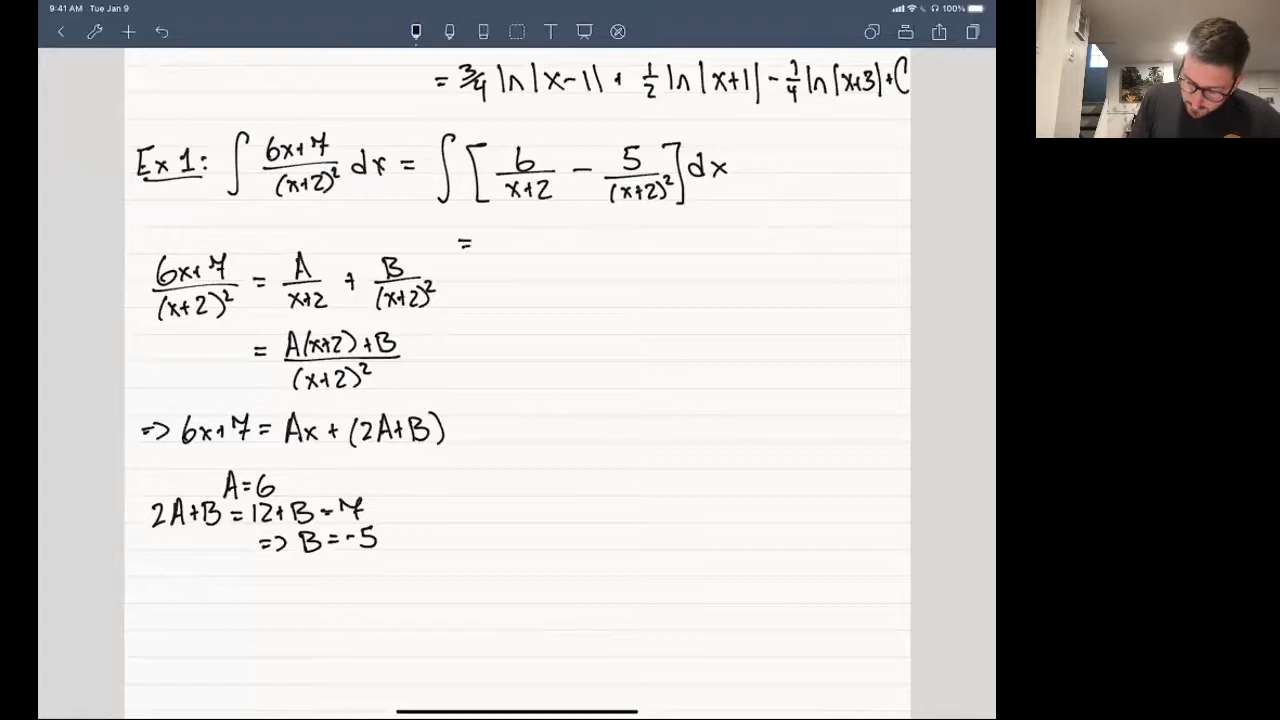 9:41 AM Tue Jan 9 100%
= 3/4 ln|x-1| + 1/2 ln|x+1| - 7/4 ln|x+3| + C
Ex 1: ∫ (6x+7)/(x+2)² dx = ∫ [ 6/(x+2) - 5/(x+2)² ] dx
=
(6x+7)/(x+2)² = A/(x+2) + B/(x+2)²
= (A(x+2)+B)/(x+2)²
=> 6x+7 = Ax + (2A+B)
A=6
2A+B = 12+B = 7
=> B = -5